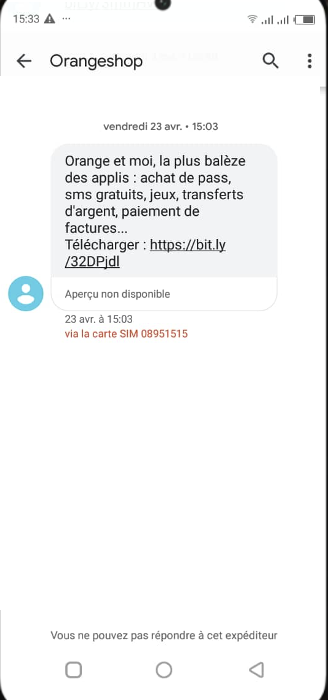 15:33
Orangeshop
vendredi 23 avr. • 15:03
Orange et moi, la plus balèze
des applis : achat de pass,
sms gratuits, jeux, transferts
d'argent, paiement de
factures...
Télécharger : https://bit.ly
/32DPjdl
Aperçu non disponible
23 avr. à 15:03
via la carte SIM 08951515
Vous ne pouvez pas répondre à cet expéditeur